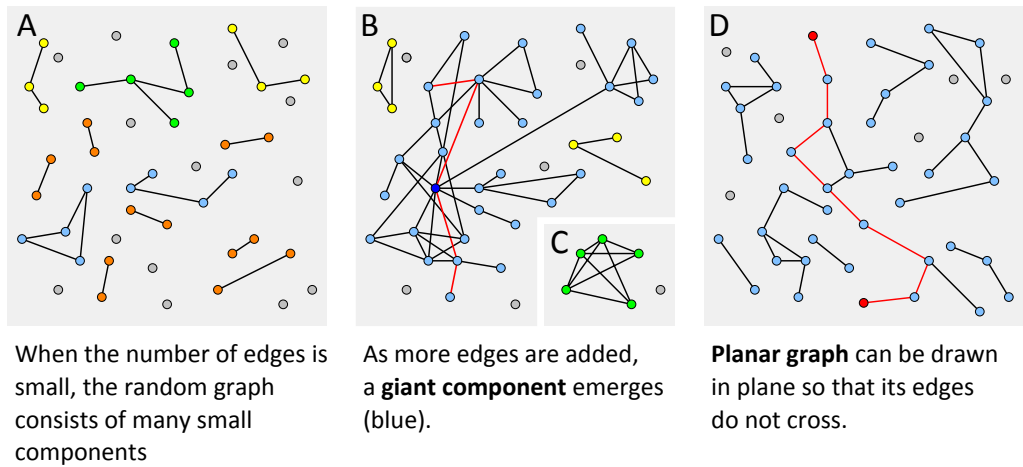 A
B
C
D
When the number of edges is
small, the random graph
consists of many small
components
As more edges are added,
a giant component emerges
(blue).
Planar graph can be drawn
in plane so that its edges
do not cross.